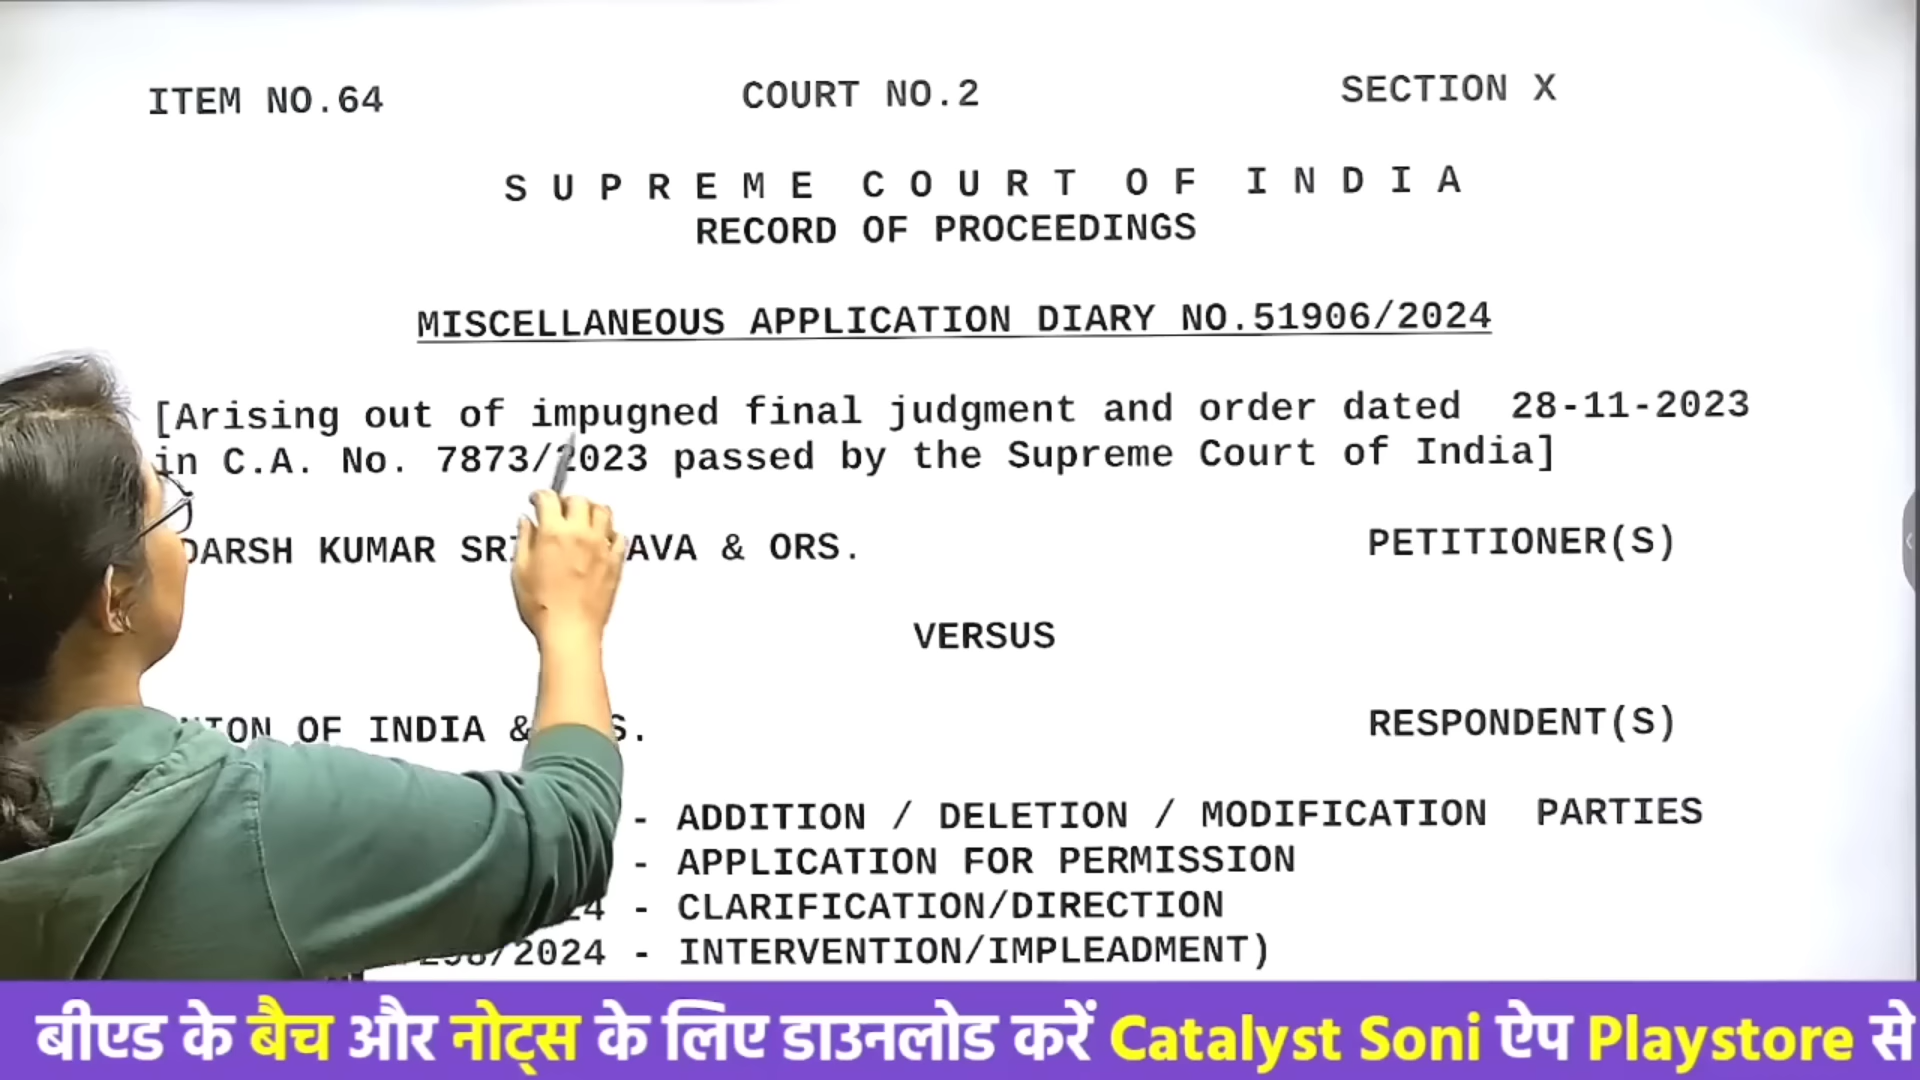 ITEM NO.64 COURT NO.2 SECTION X
S U P R E M E C O U R T O F I N D I A
RECORD OF PROCEEDINGS
MISCELLANEOUS APPLICATION DIARY NO.51906/2024
[Arising out of impugned final judgment and order dated 28-11-2023
in C.A. No. 7873/2023 passed by the Supreme Court of India]
KUMAR & ORS. PETITIONER(S)
VERSUS
OF INDIA & RESPONDENT(S)
- ADDITION / DELETION / MODIFICATION PARTIES
- APPLICATION FOR PERMISSION
- CLARIFICATION/DIRECTION
/2024 - INTERVENTION/IMPLEADMENT)
बीएड के बैच और नोट्स के लिए डाउनलोड करें Catalyst Soni ऐप Playstore से